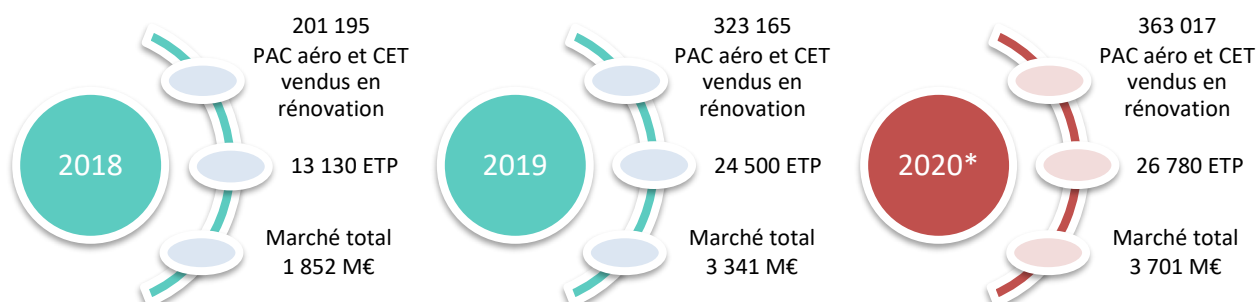 2018
201 195
PAC aéro et CET
vendus en
rénovation
13 130 ETP
Marché total
1 852 M€
2019
323 165
PAC aéro et CET
vendus en
rénovation
24 500 ETP
Marché total
3 341 M€
2020*
363 017
PAC aéro et CET
vendus en
rénovation
26 780 ETP
Marché total
3 701 M€